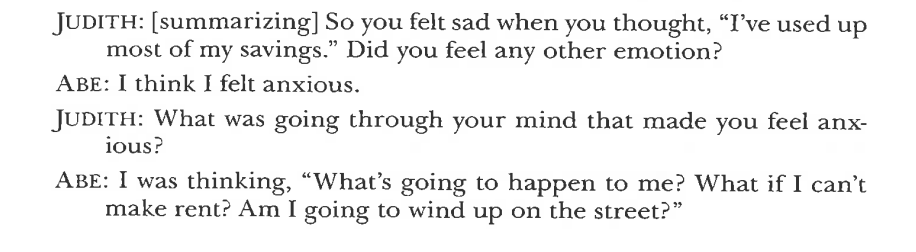 JUDITH: [summarizing] So you felt sad when you thought, “I’ve used up
most of my savings.” Did you feel any other emotion?
ABE: I think I felt anxious.
JUDITH: What was going through your mind that made you feel anx-
ious?
ABE: I was thinking, “What’s going to happen to me? What if I can’t
make rent? Am I going to wind up on the street?”